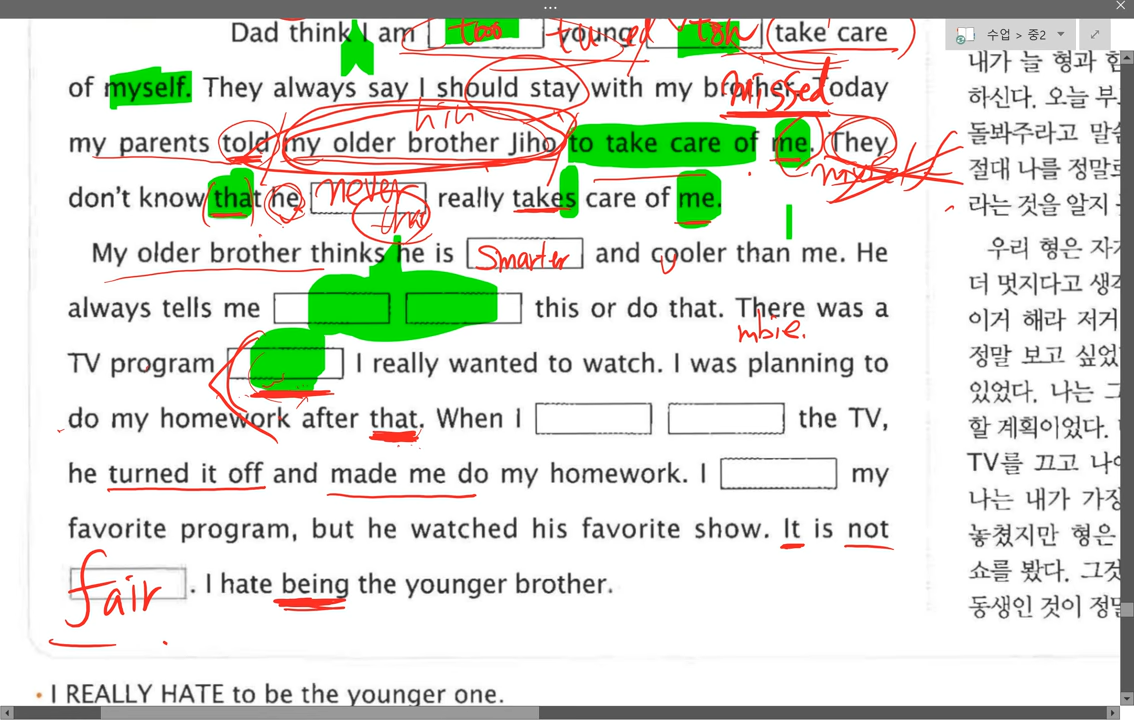 수업 > 중2
Dad think I am too young take care
of myself. They always say I should stay with my brother. Today
missed
him
my parents told my older brother Jiho to take care of me. They
myself
don't know that he never really takes care of me.
My older brother thinks he is smarter and cooler than me. He
always tells me this or do that. There was a
TV program I really wanted to watch. I was planning to
do my homework after that. When I the TV,
he turned it off and made me do my homework. I my
favorite program, but he watched his favorite show. It is not
fair. I hate being the younger brother.
• I REALLY HATE to be the younger one.
내가 늘 형과 함
하신다. 오늘 부
돌봐주라고 말씀
절대 나를 정말로
라는 것을 알지
우리 형은 자기
더 멋지다고 생각
이거 해라 저거
정말 보고 싶었
있었다. 나는 그
할 계획이었다.
TV를 끄고 나에
나는 내가 가장
놓쳤지만 형은
쇼를 봤다. 그것
동생인 것이 정말